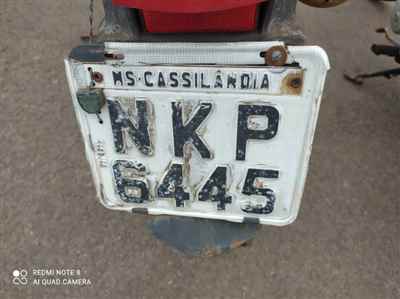 MS·CASSILÂNDIA
NKP
6445
REDMI NOTE 8
AI QUAD CAMERA